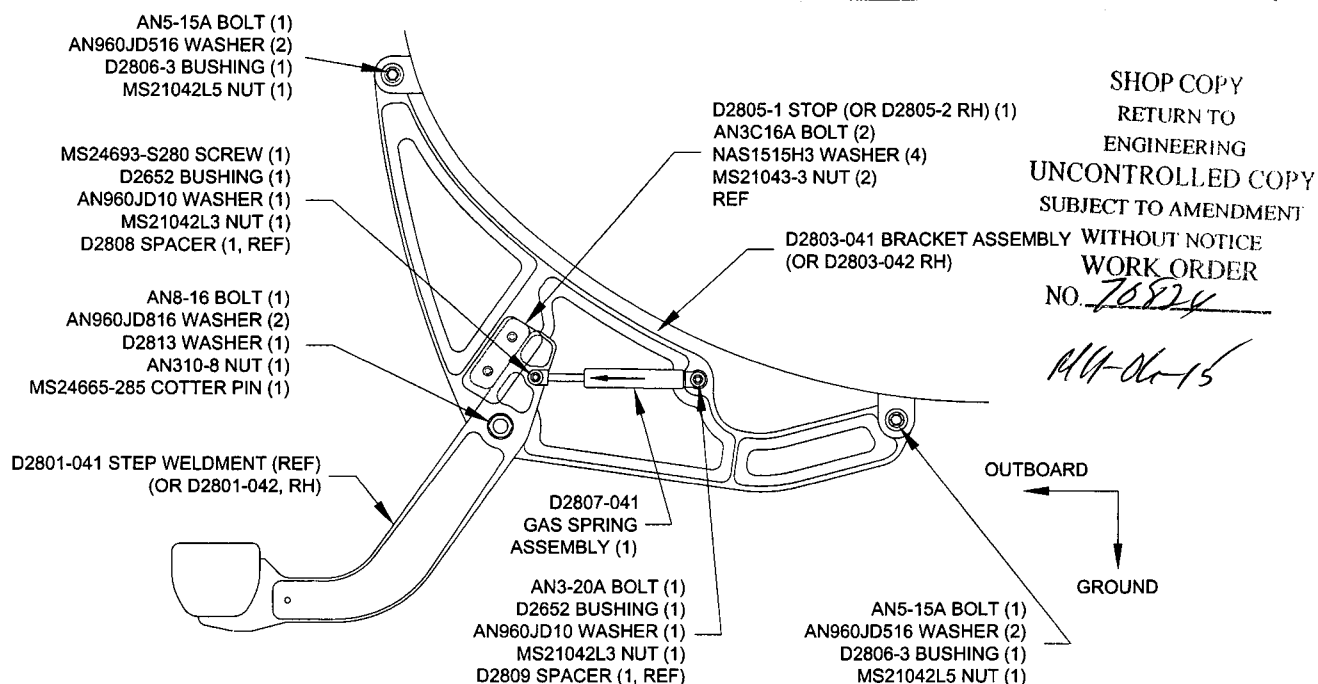 AN5-15A BOLT (1)
AN960JD516 WASHER (2)
D2806-3 BUSHING (1)
MS21042L5 NUT (1)
MS24693-S280 SCREW (1)
D2652 BUSHING (1)
AN960JD10 WASHER (1)
MS21042L3 NUT (1)
D2808 SPACER (1, REF)
AN8-16 BOLT (1)
AN960JD816 WASHER (2)
D2813 WASHER (1)
AN310-8 NUT (1)
MS24665-285 COTTER PIN (1)
D2801-041 STEP WELDMENT (REF)
(OR D2801-042, RH)
D2805-1 STOP (OR D2805-2 RH) (1)
AN3C16A BOLT (2)
NAS1515H3 WASHER (4)
MS21043-3 NUT (2)
REF
D2803-041 BRACKET ASSEMBLY
(OR D2803-042 RH)
SHOP COPY
RETURN TO
ENGINEERING
UNCONTROLLED COPY
SUBJECT TO AMENDMENT
WITHOUT NOTICE
WORK ORDER
NO.
OUTBOARD
GROUND
D2807-041
GAS SPRING
ASSEMBLY (1)
AN3-20A BOLT (1)
D2652 BUSHING (1)
AN960JD10 WASHER (1)
MS21042L3 NUT (1)
D2809 SPACER (1, REF)
AN5-15A BOLT (1)
AN960JD516 WASHER (2)
D2806-3 BUSHING (1)
MS21042L5 NUT (1)